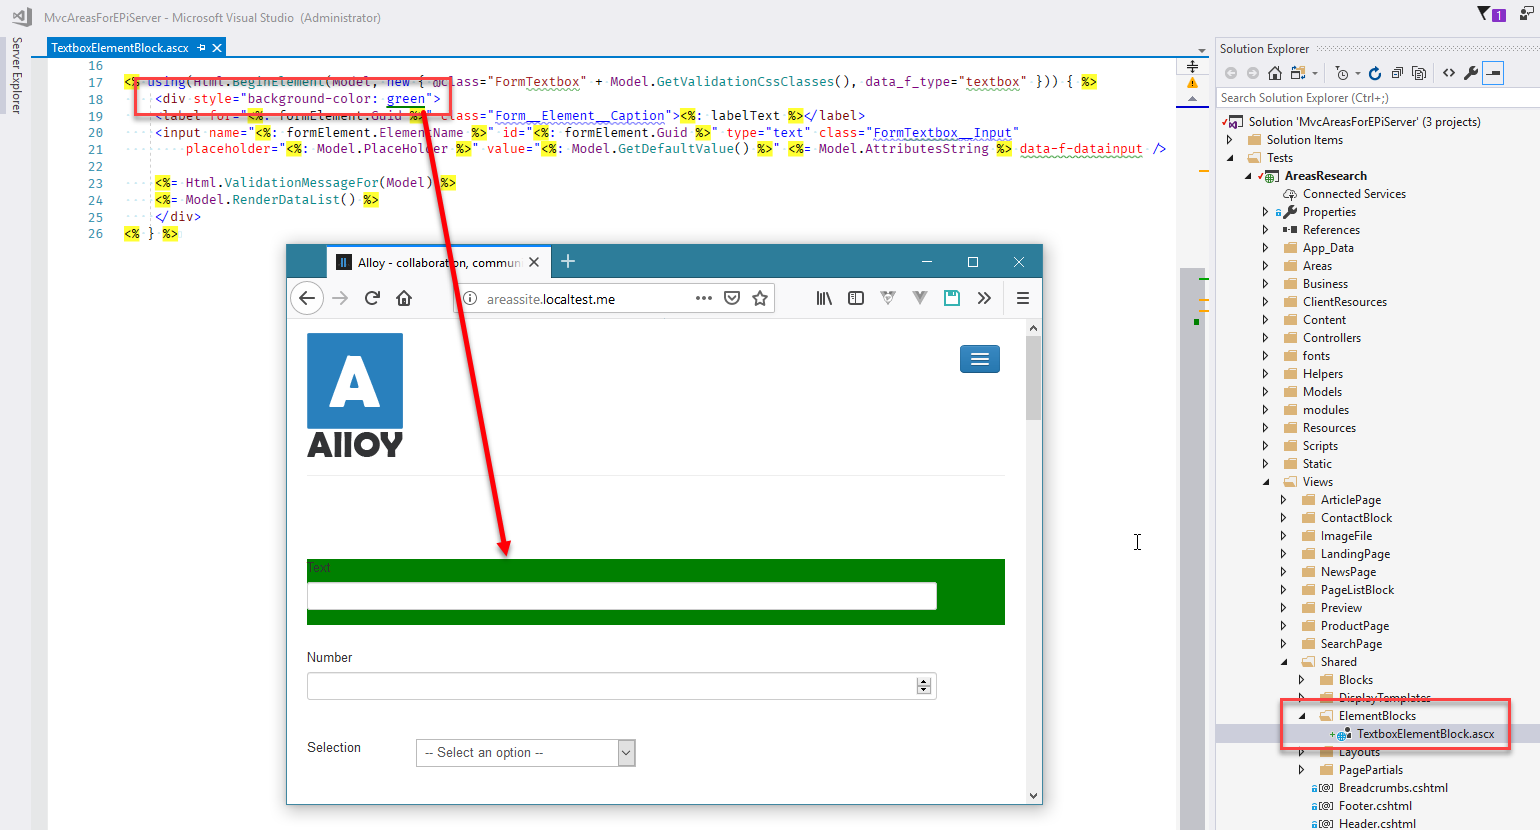 MvcAreasForEPiServer - Microsoft Visual Studio (Administrator)
1
Server Explorer
TextboxElementBlock.ascx
16
17 <% using(Html.BeginElement(Model, new { @class="FormTextbox" + Model.GetValidationCssClasses(), data_f_type="textbox" })) { %>
18 <div style="background-color: green">
19 <label for="<%: formElement.Guid %>" class="Form__Element__Caption"><%: labelText %></label>
20 <input name="<%: formElement.ElementName %>" id="<%: formElement.Guid %>" type="text" class="FormTextbox__Input"
21 placeholder="<%: Model.PlaceHolder %>" value="<%: Model.GetDefaultValue() %>" <%= Model.AttributesString %> data-f-datainput />
22
23 <%= Html.ValidationMessageFor(Model) %>
24 <%= Model.RenderDataList() %>
25 </div>
26 <% } %>
Alloy - collaboration, commun
areassite.localtest.me
A
Alloy
Text
Number
Selection
-- Select an option --
Solution Explorer
Search Solution Explorer (Ctrl+;)
Solution 'MvcAreasForEPiServer' (3 projects)
Solution Items
Tests
AreasResearch
Connected Services
Properties
References
App_Data
Areas
Business
ClientResources
Content
Controllers
fonts
Helpers
Models
modules
Resources
Scripts
Static
Views
ArticlePage
ContactBlock
ImageFile
LandingPage
NewsPage
PageListBlock
Preview
ProductPage
SearchPage
Shared
Blocks
DisplayTemplates
ElementBlocks
TextboxElementBlock.ascx
Layouts
PagePartials
Breadcrumbs.cshtml
Footer.cshtml
Header.cshtml